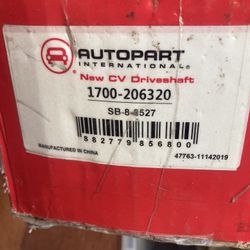 AUTOPART
INTERNATIONAL®
New CV Driveshaft
1700-206320
SB-8-8527
882779856800
MANUFACTURED IN CHINA
47763-11142019